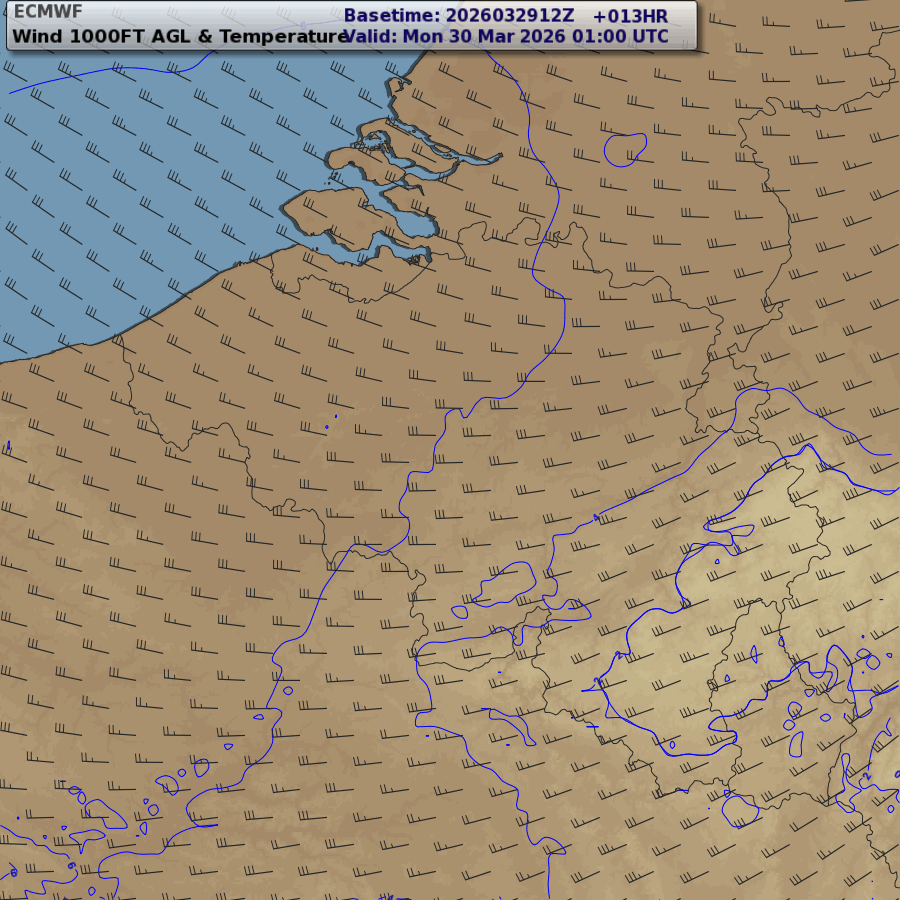 ECMWF
Basetime: 2026032912Z +013HR
Wind 1000FT AGL & Temperature
Valid: Mon 30 Mar 2026 01:00 UTC